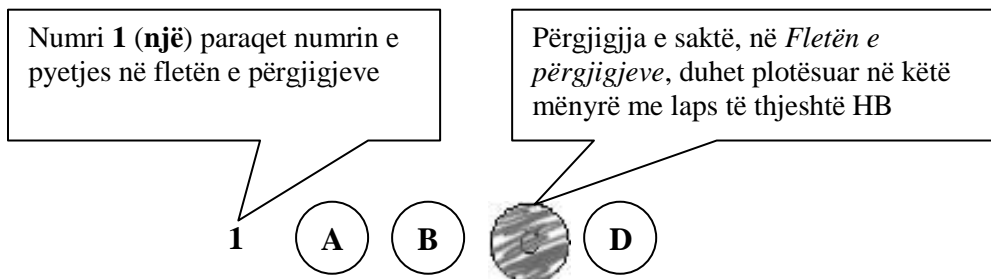 Numri 1 (një) paraqet numrin e
pyetjes në fletën e përgjigjeve
Përgjigjja e saktë, në Fletën e
përgjigjeve, duhet plotësuar në këtë
mënyrë me laps të thjeshtë HB
1 A B D